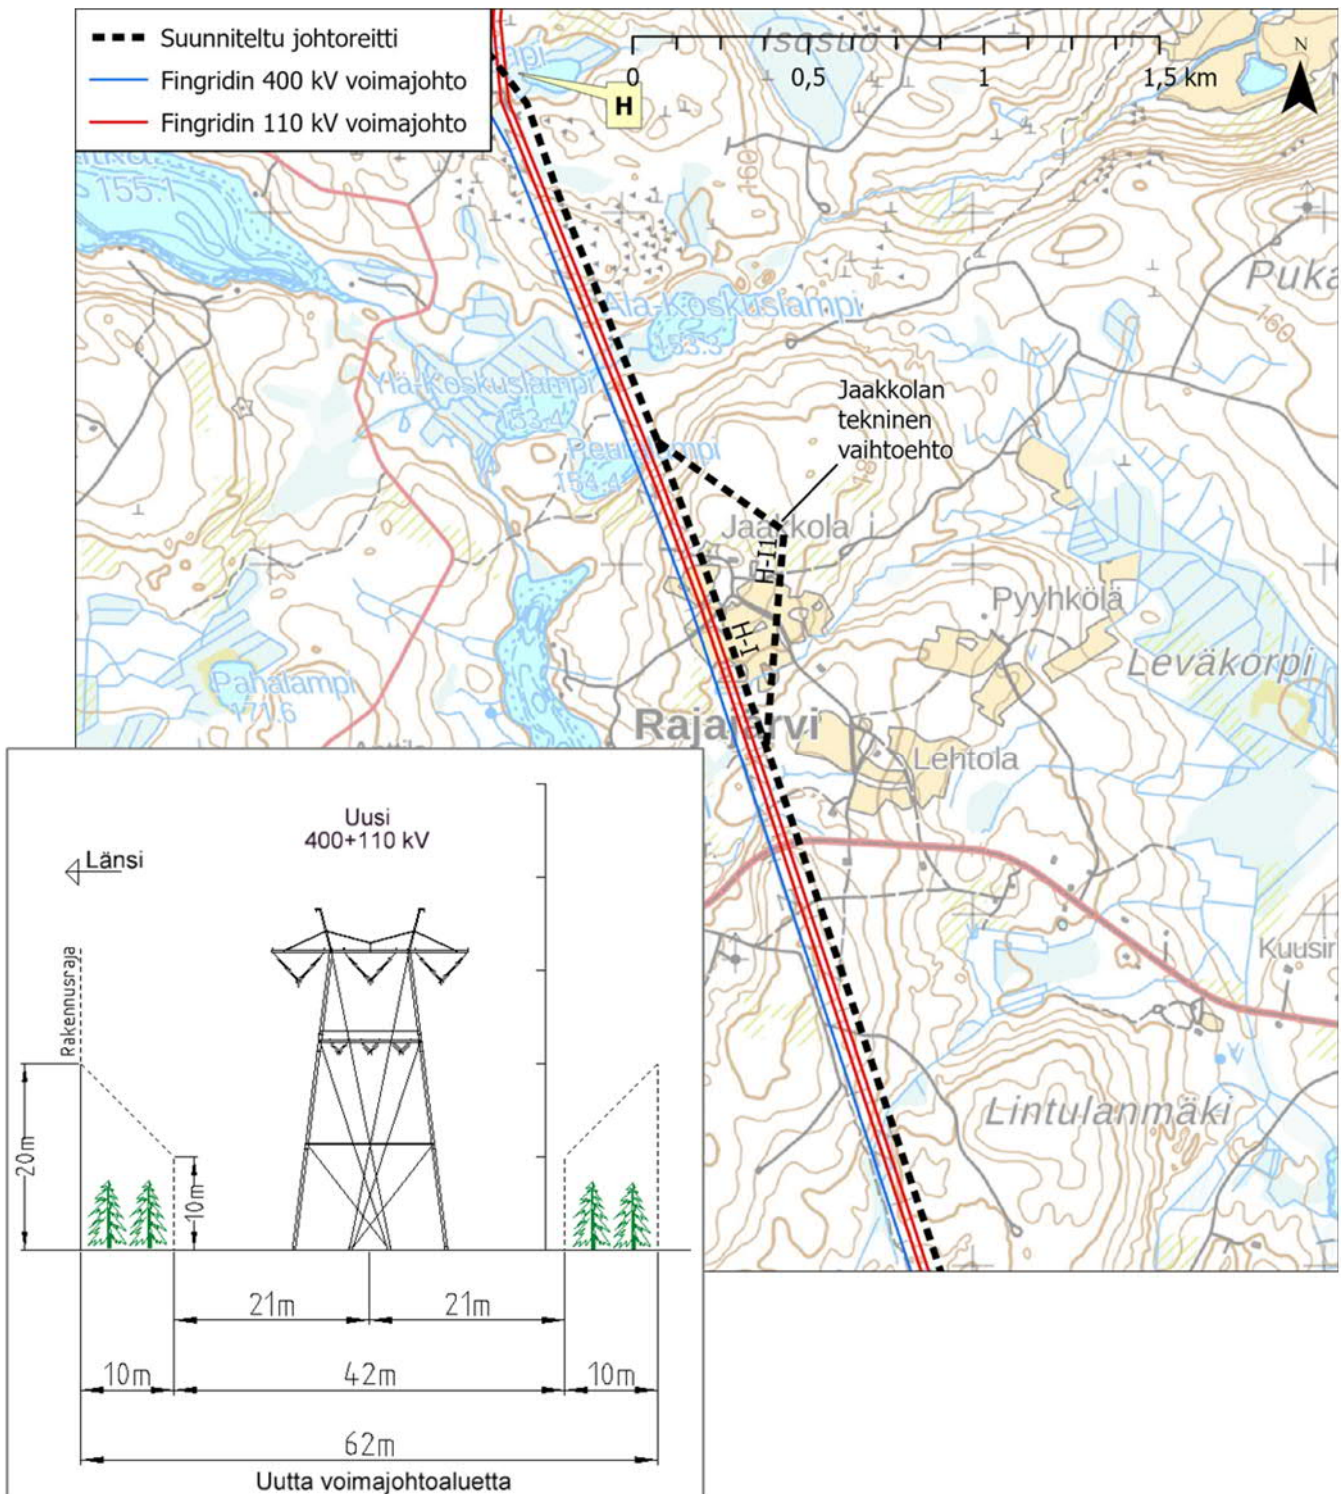 Suunniteltu johtoreitti
Fingridin 400 kV voimajohto
Fingridin 110 kV voimajohto
H
0
0,5
1
1,5 km
N
155.1
160
Puka
160
Ala-Koskuslampi
153.3
Ylä-Koskuslampi
153.4
154.4
Jaakkolan
tekninen
vaihtoehto
18
Jaakkola
H-I1
H-I
Pyyhkölä
Leväkorpi
Pahalampi
171.6
Rajajärvi
Lehtola
Kuusir
Lintulanmäki
Uusi
400+110 kV
Länsi
Rakennusraja
20m
10m
21m
21m
10m
42m
10m
62m
Uutta voimajohtoaluetta